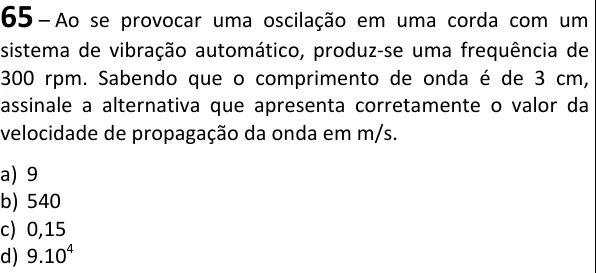 65 – Ao se provocar uma oscilação em uma corda com um
sistema de vibração automático, produz-se uma frequência de
300 rpm. Sabendo que o comprimento de onda é de 3 cm,
assinale a alternativa que apresenta corretamente o valor da
velocidade de propagação da onda em m/s.
a) 9
b) 540
c) 0,15
d) 9.10⁴